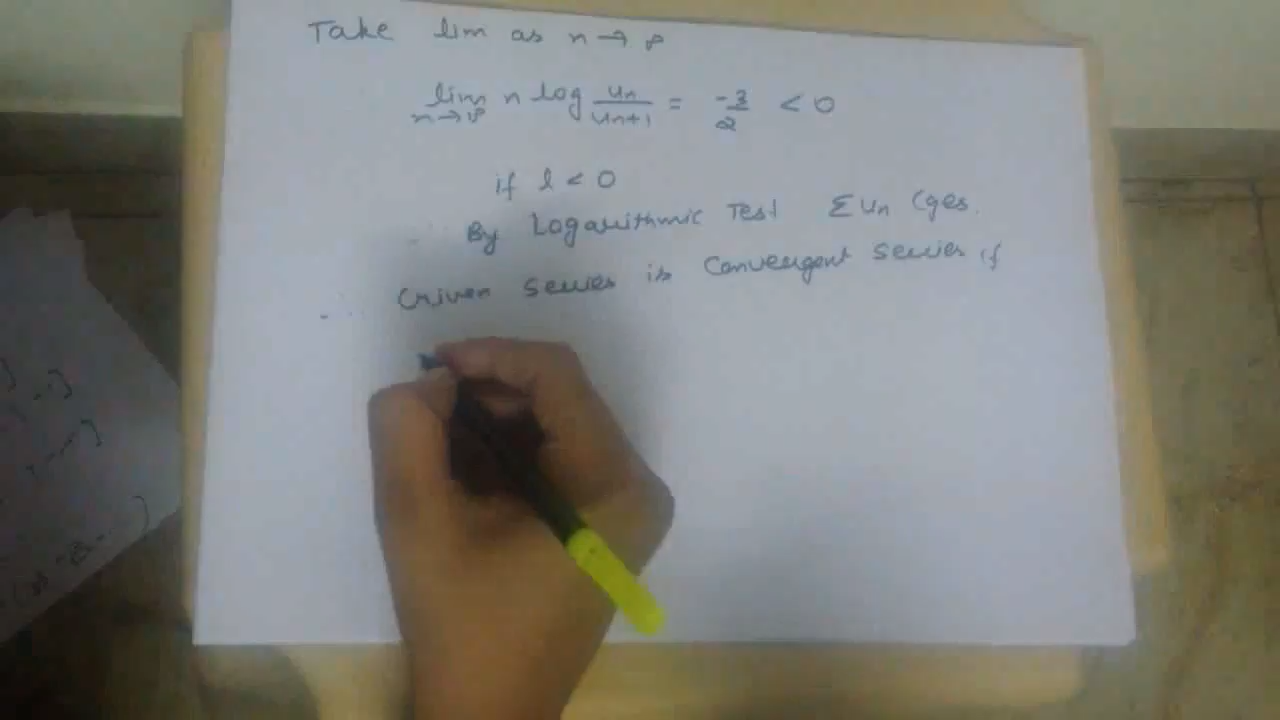 Take lim as n→∞
lim n→∞ n log un/un+1 = -3/2 < 0
if l < 0
By Logarithmic Test Σun Cges.
∴ Given Series is Convergent Series if